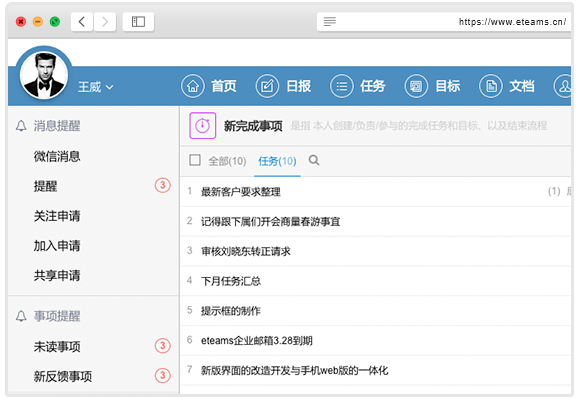 https://www.eteams.cn/
王威
首页 日报 任务 目标 文档
消息提醒
微信消息
提醒 3
关注申请
加入申请
共享申请
事项提醒
未读事项 3
新反馈事项 3
新完成事项 是指 本人创建/负责/参与的完成任务和目标、以及结束流程
全部(10) 任务(10)
1 最新客户要求整理 (1)
2 记得跟下属们开会商量春游事宜
3 审核刘晓东转正请求
4 下月任务汇总
5 提示框的制作
6 eteams企业邮箱3.28到期
7 新版界面的改造开发与手机web版的一体化